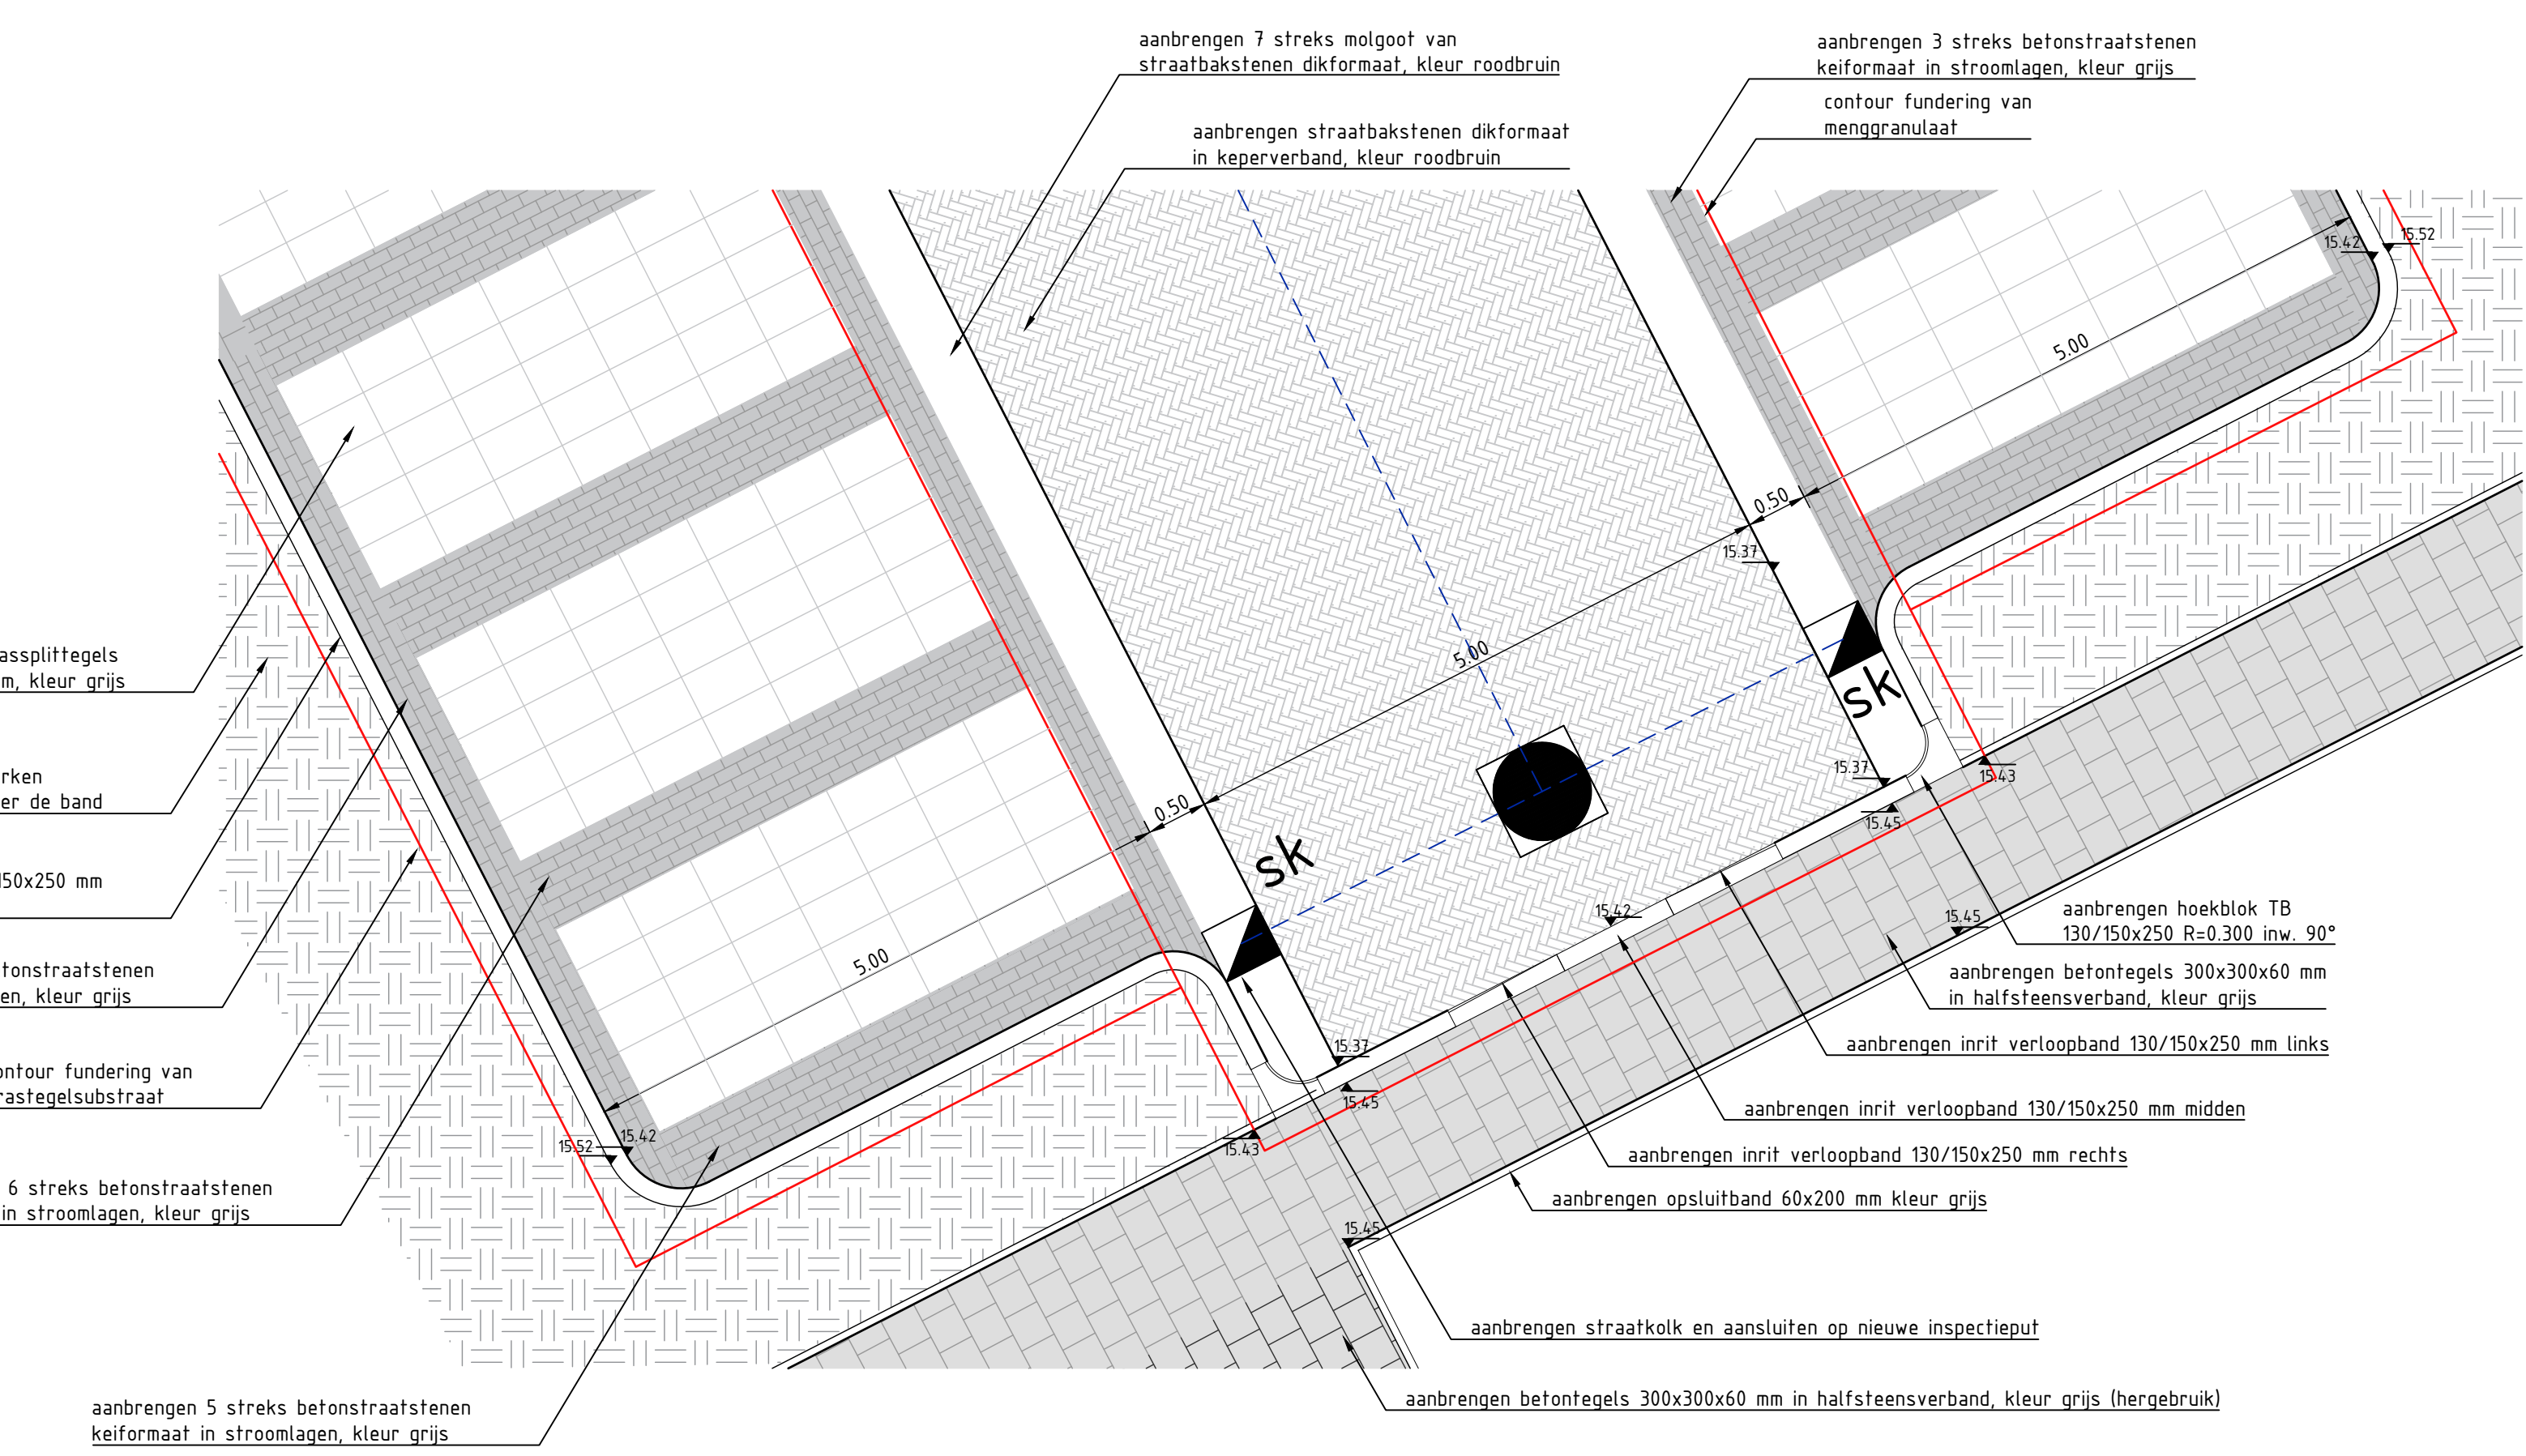 aanbrengen 7 streks molgoot van
straatbakstenen dikformaat, kleur roodbruin
aanbrengen straatbakstenen dikformaat
in keperverband, kleur roodbruin
aanbrengen 3 streks betonstraatstenen
keiformaat in stroomlagen, kleur grijs
contour fundering van
menggranulaat
15.42
15.52
5.00
0.50
15.37
5.00
sk
15.37
15.43
15.45
0.50
sk
5.00
15.42
15.45
15.37
15.45
15.43
15.52
15.42
15.45
assplittegels
m, kleur grijs
rken
er de band
150x250 mm
tonstraatstenen
en, kleur grijs
ontour fundering van
rastegelsubstraat
6 streks betonstraatstenen
in stroomlagen, kleur grijs
aanbrengen 5 streks betonstraatstenen
keiformaat in stroomlagen, kleur grijs
aanbrengen hoekblok TB
130/150x250 R=0.300 inw. 90°
aanbrengen betontegels 300x300x60 mm
in halfsteensverband, kleur grijs
aanbrengen inrit verloopband 130/150x250 mm links
aanbrengen inrit verloopband 130/150x250 mm midden
aanbrengen inrit verloopband 130/150x250 mm rechts
aanbrengen opsluitband 60x200 mm kleur grijs
aanbrengen straatkolk en aansluiten op nieuwe inspectieput
aanbrengen betontegels 300x300x60 mm in halfsteensverband, kleur grijs (hergebruik)